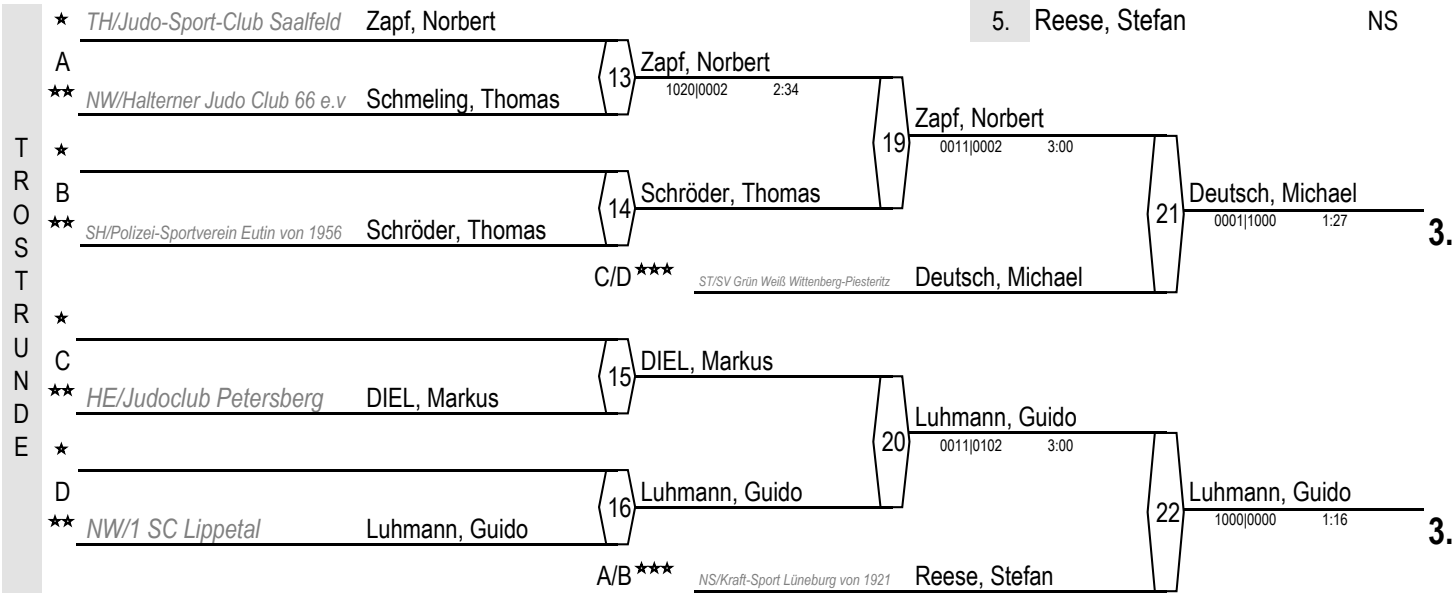 ★ TH/Judo-Sport-Club Saalfeld Zapf, Norbert
5. Reese, Stefan NS
A
13 Zapf, Norbert
1020|0002 2:34
★★ NW/Halterner Judo Club 66 e.v Schmeling, Thomas
19 Zapf, Norbert
0011|0002 3:00
★
B
14 Schröder, Thomas
★★ SH/Polizei-Sportverein Eutin von 1956 Schröder, Thomas
21 Deutsch, Michael
0001|1000 1:27
3.
C/D ★★★ ST/SV Grün Weiß Wittenberg-Piesteritz Deutsch, Michael
TROSTRUNDE
★
C
15 DIEL, Markus
★★ HE/Judoclub Petersberg DIEL, Markus
20 Luhmann, Guido
0011|0102 3:00
★
D
16 Luhmann, Guido
★★ NW/1 SC Lippetal Luhmann, Guido
22 Luhmann, Guido
1000|0000 1:16
3.
A/B ★★★ NS/Kraft-Sport Lüneburg von 1921 Reese, Stefan